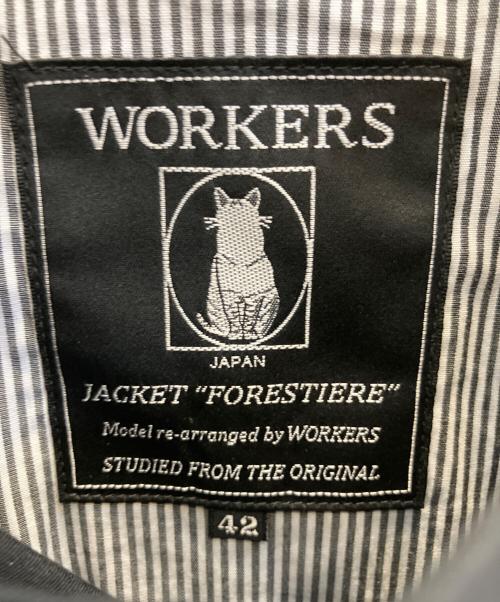 WORKERS
JAPAN
JACKET "FORESTIERE"
Model re-arranged by WORKERS
STUDIED FROM THE ORIGINAL
42